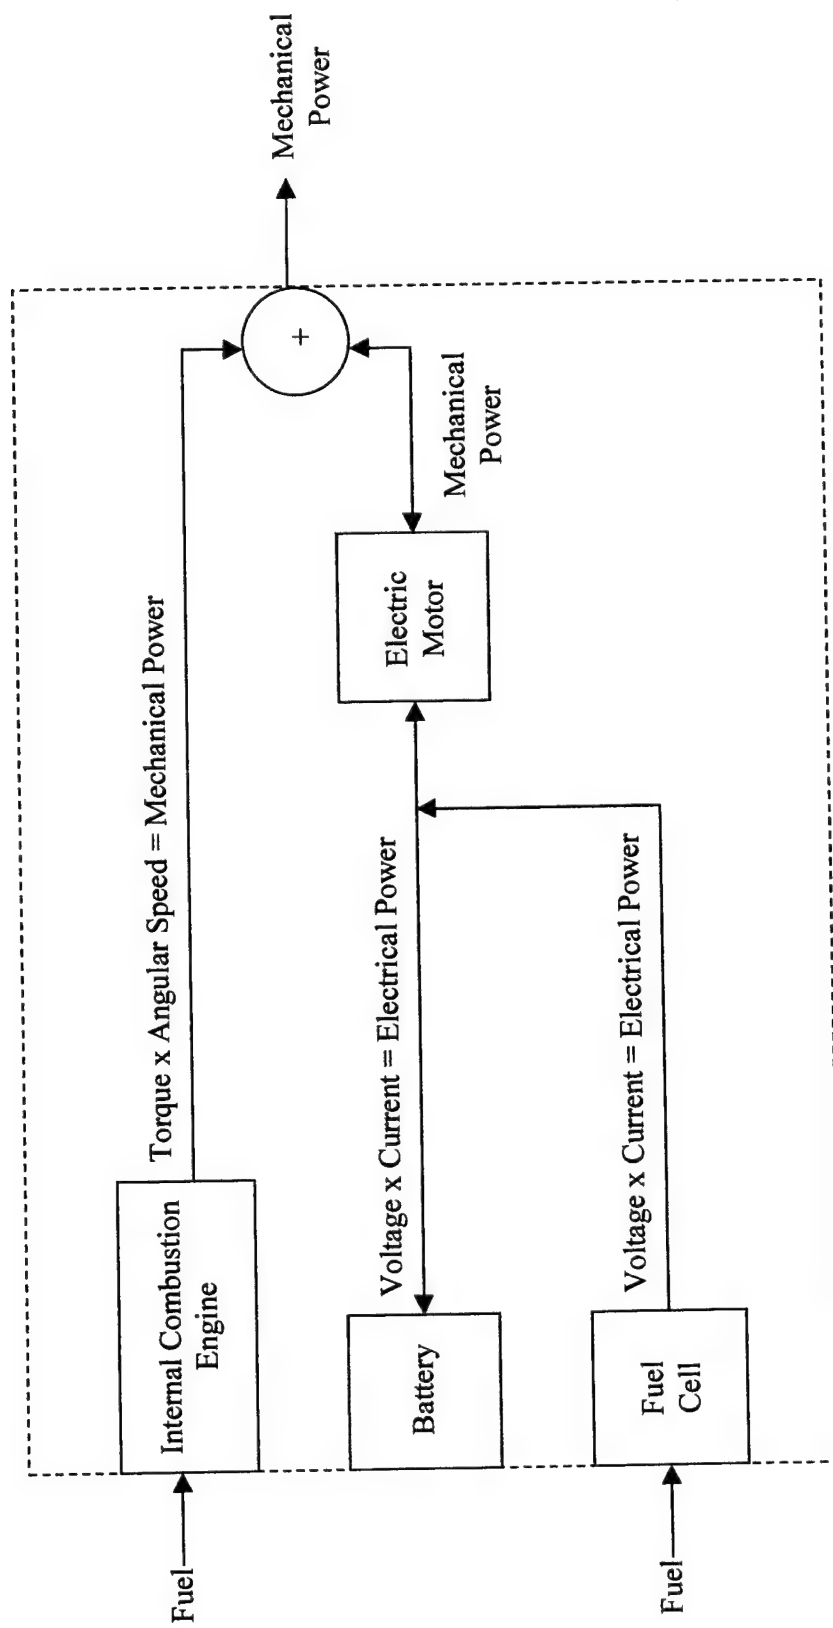 Fuel
Internal Combustion
Engine
Torque x Angular Speed = Mechanical Power
+
Mechanical
Power
Battery
Voltage x Current = Electrical Power
Electric
Motor
Mechanical
Power
Fuel
Fuel
Cell
Voltage x Current = Electrical Power